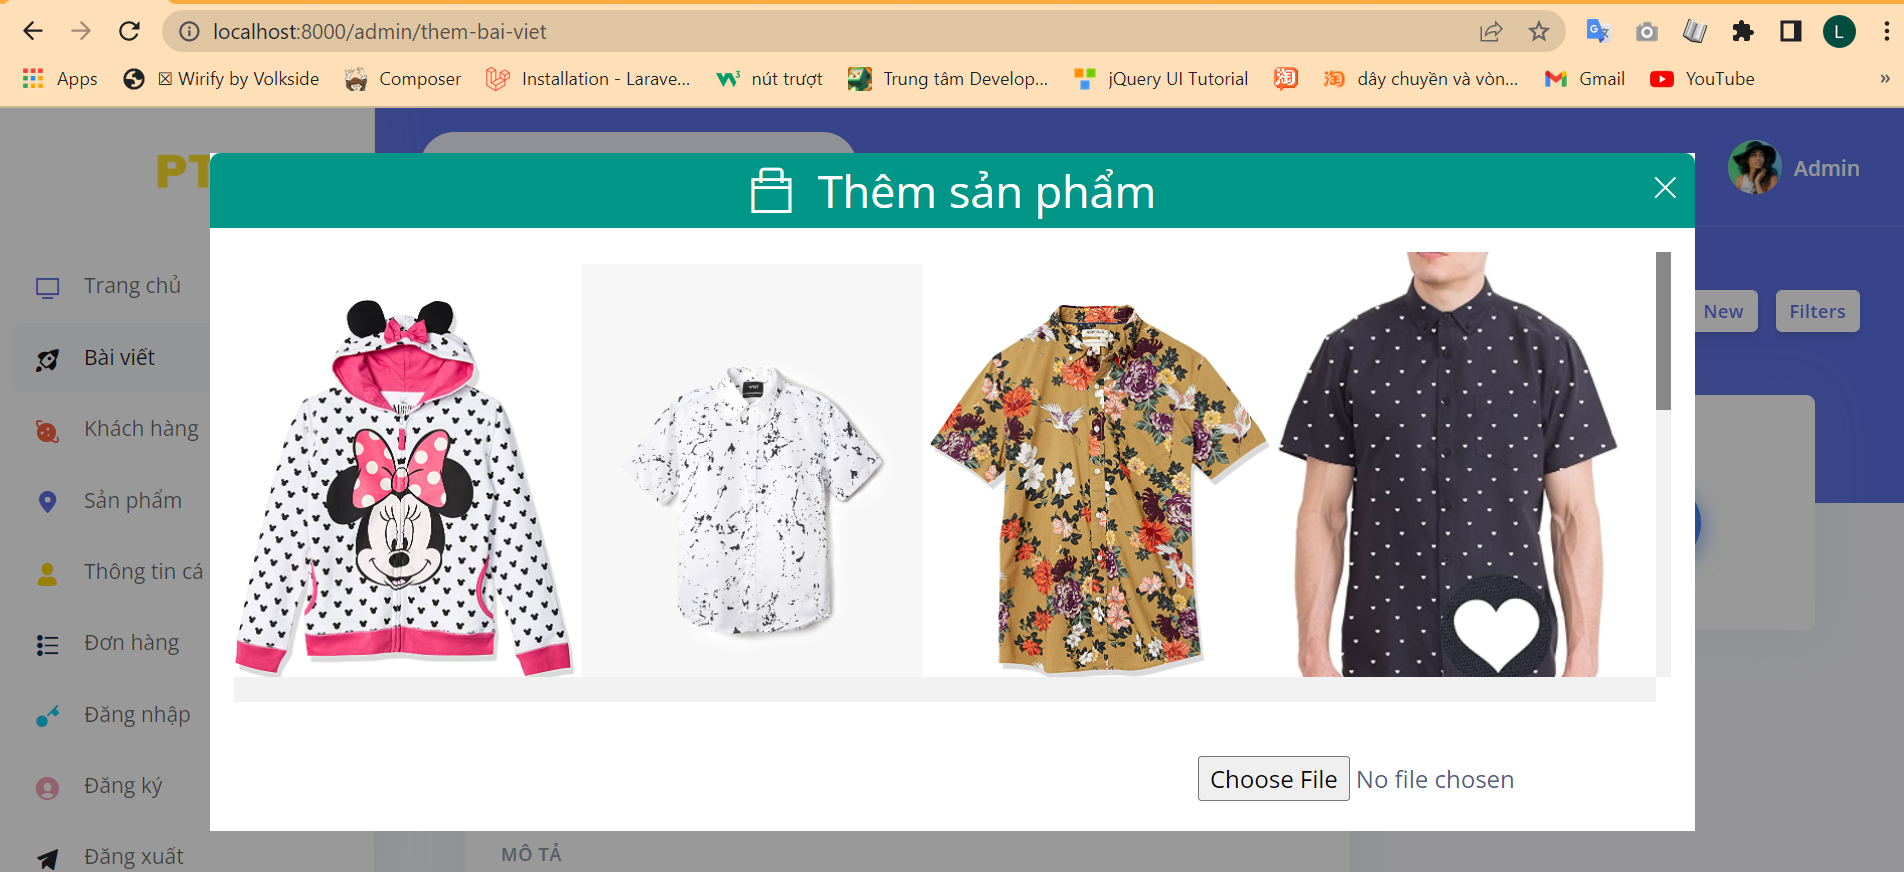 localhost:8000/admin/them-bai-viet
L
Apps
Wirify by Volkside
Composer
Installation - Larave...
nút trượt
Trung tâm Develop...
jQuery UI Tutorial
dây chuyền và vòn...
Gmail
YouTube
»
PT
Thêm sản phẩm
Admin
Trang chủ
New
Filters
Bài viết
Khách hàng
Sản phẩm
Thông tin cá
Đơn hàng
Đăng nhập
Choose File No file chosen
Đăng ký
Đăng xuất
MÔ TẢ